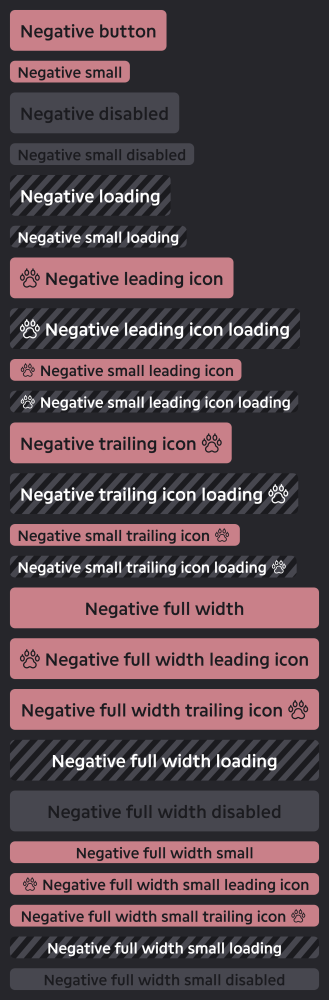 Negative button
Negative small
Negative disabled
Negative small disabled
Negative loading
Negative small loading
Negative leading icon
Negative leading icon loading
Negative small leading icon
Negative small leading icon loading
Negative trailing icon
Negative trailing icon loading
Negative small trailing icon
Negative small trailing icon loading
Negative full width
Negative full width leading icon
Negative full width trailing icon
Negative full width loading
Negative full width disabled
Negative full width small
Negative full width small leading icon
Negative full width small trailing icon
Negative full width small loading
Negative full width small disabled